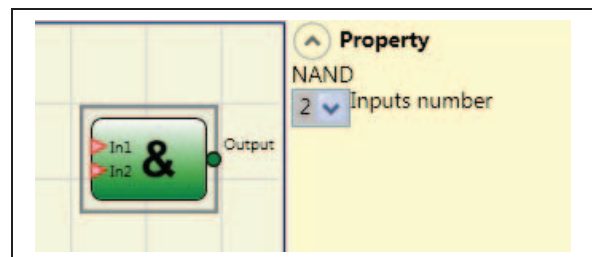 Property
NAND
2 Inputs number
In1
In2
&
Output